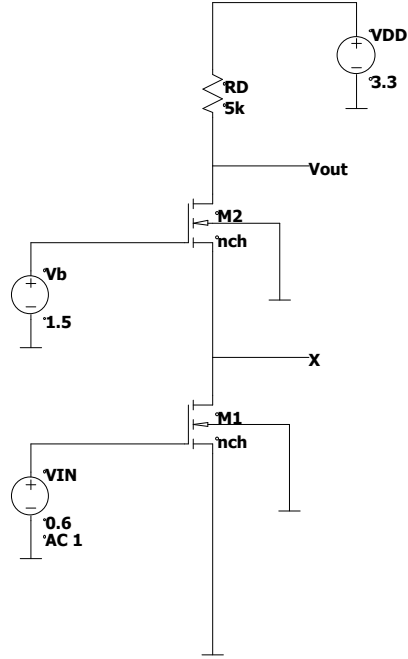 VDD
3.3
RD
5k
Vout
M2
nch
Vb
1.5
X
M1
nch
VIN
0.6
AC 1